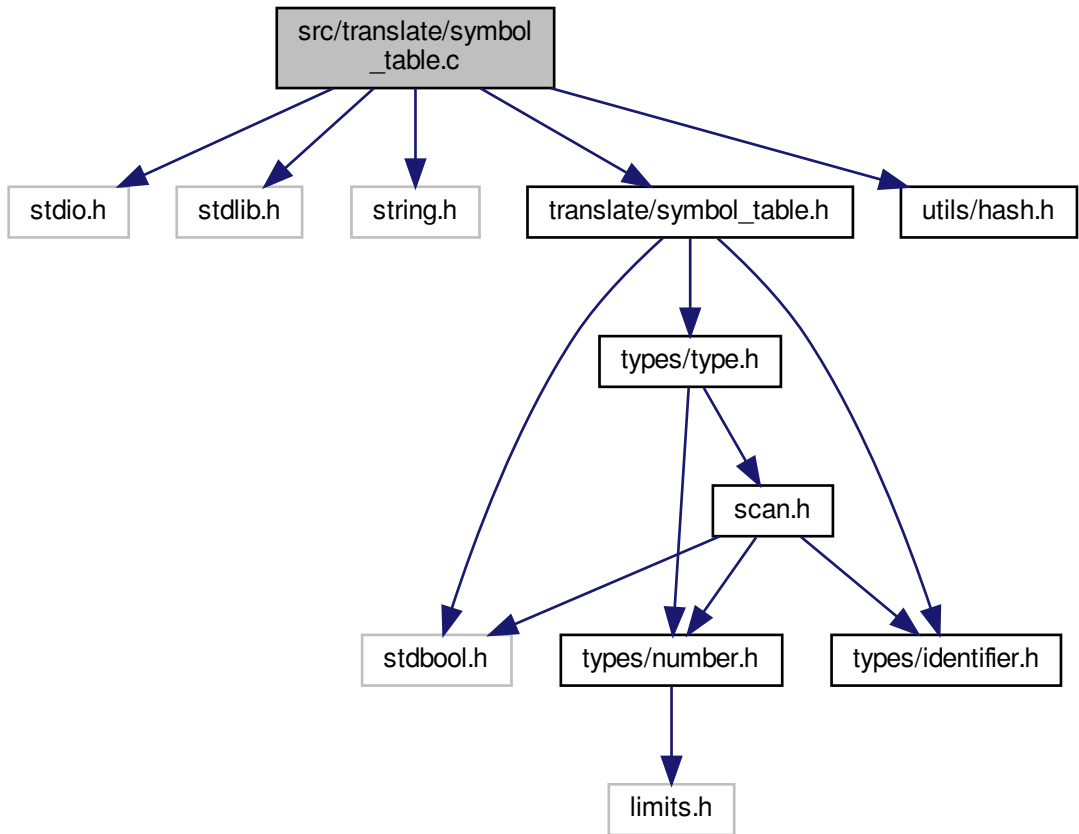 src/translate/symbol
_table.c
stdio.h
stdlib.h
string.h
translate/symbol_table.h
utils/hash.h
types/type.h
scan.h
stdbool.h
types/number.h
types/identifier.h
limits.h